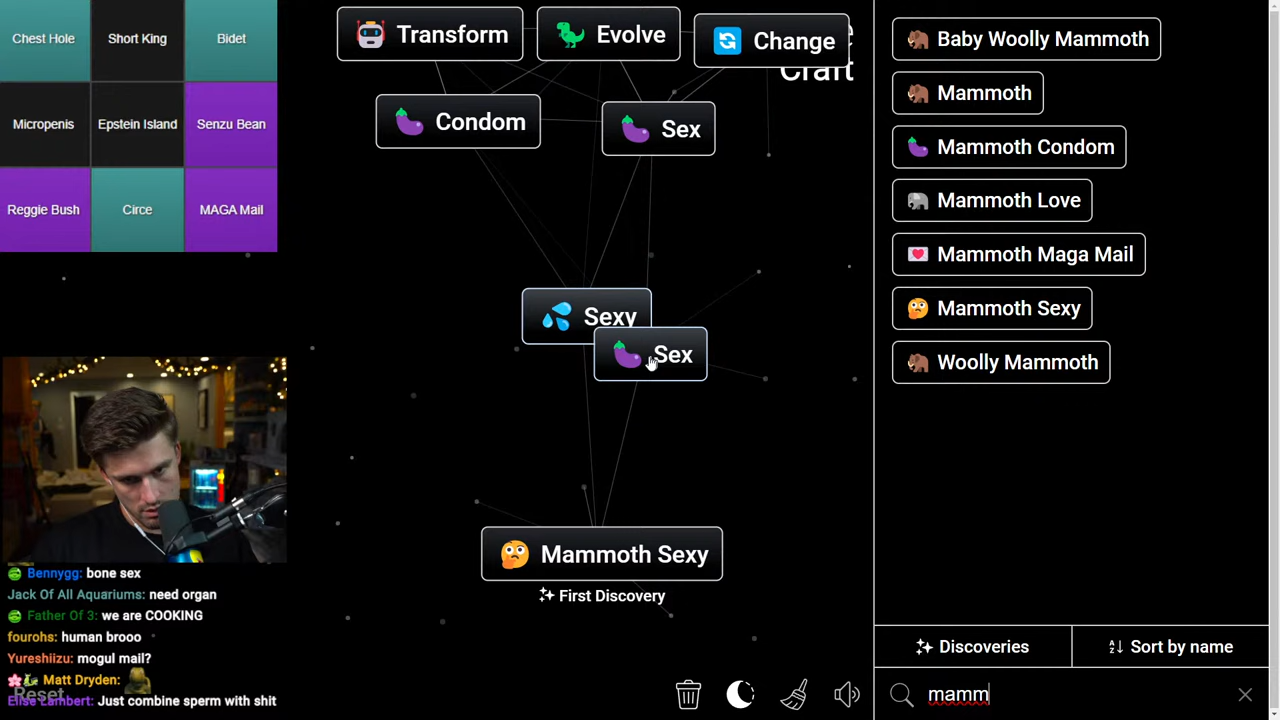 Chest Hole
Short King
Bidet
Micropenis
Epstein Island
Senzu Bean
Reggie Bush
Circe
MAGA Mail
Transform
Evolve
Change
Craft
Condom
Sex
Sexy
Sex
Mammoth Sexy
First Discovery
Baby Woolly Mammoth
Mammoth
Mammoth Condom
Mammoth Love
Mammoth Maga Mail
Mammoth Sexy
Woolly Mammoth
Discoveries
Sort by name
mamm
Bennygg: bone sex
Jack Of All Aquariums: need organ
Father Of 3: we are COOKING
fourohs: human brooo
Yureshiizu: mogul mail?
Matt Dryden:
Reset
Elise Lambert: Just combine sperm with shit